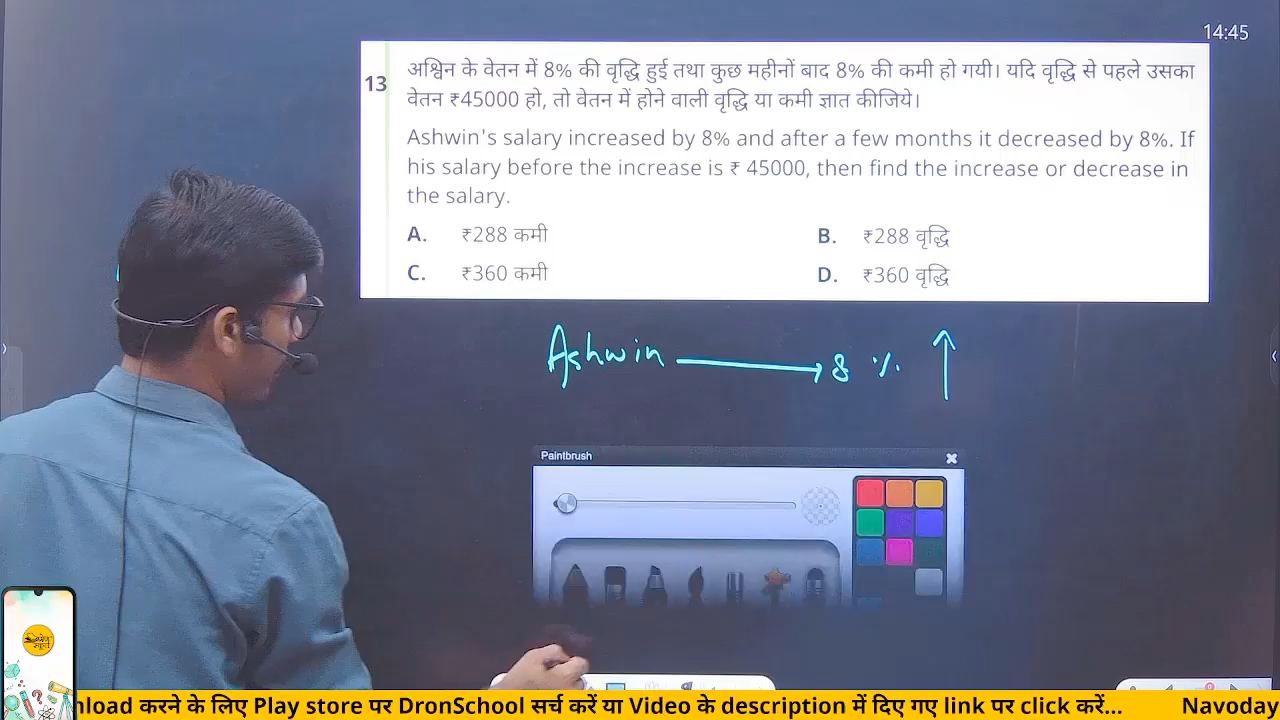 14:45
13
अश्विन के वेतन में 8% की वृद्धि हुई तथा कुछ महीनों बाद 8% की कमी हो गयी। यदि वृद्धि से पहले उसका
वेतन ₹45000 हो, तो वेतन में होने वाली वृद्धि या कमी ज्ञात कीजिये।
Ashwin's salary increased by 8% and after a few months it decreased by 8%. If
his salary before the increase is ₹ 45000, then find the increase or decrease in
the salary.
A. ₹288 कमी B. ₹288 वृद्धि
C. ₹360 कमी D. ₹360 वृद्धि
Ashwin → 8 % ↑
Paintbrush
nload करने के लिए Play store पर DronSchool सर्च करें या Video के description में दिए गए link पर click करें... Navoday